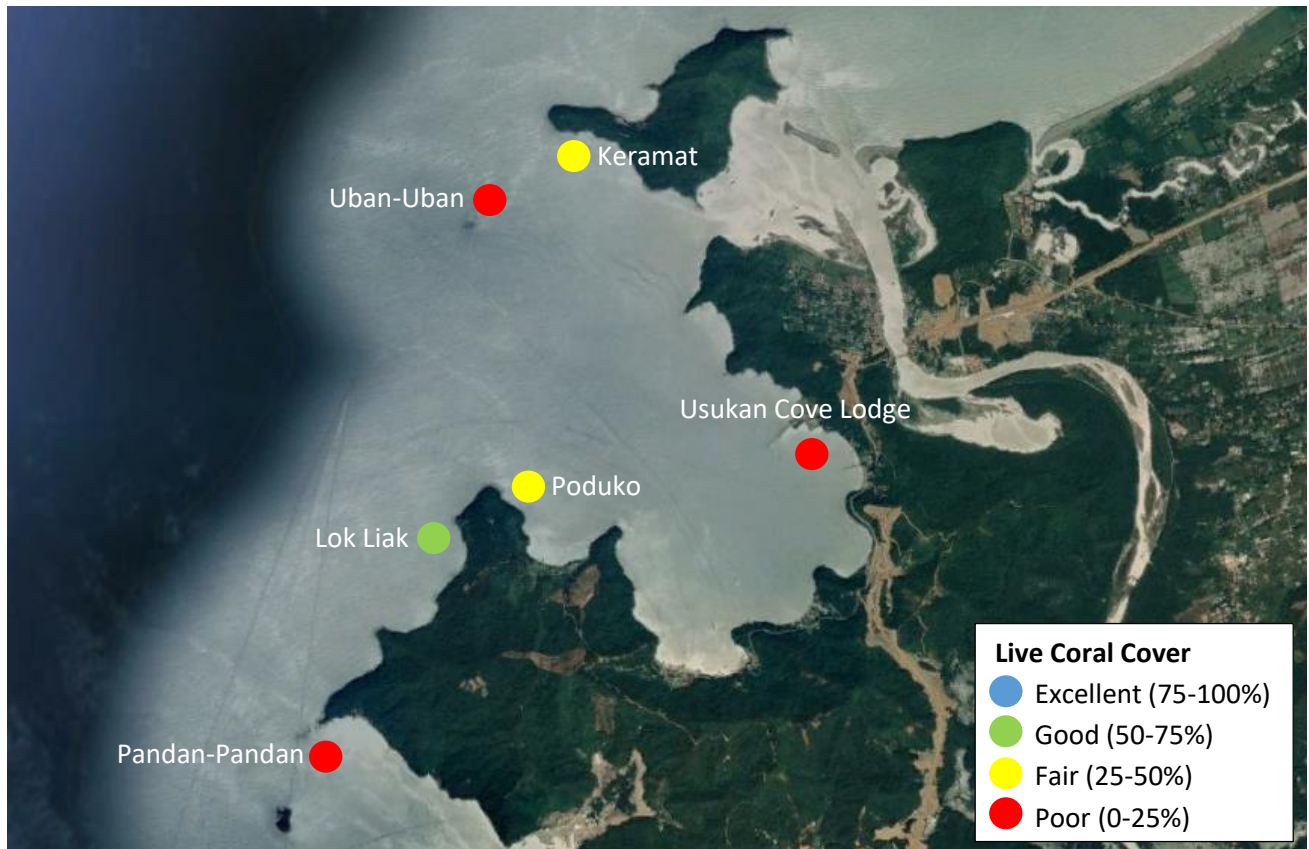 Keramat
Uban-Uban
Usukan Cove Lodge
Poduko
Lok Liak
Pandan-Pandan
Live Coral Cover
Excellent (75-100%)
Good (50-75%)
Fair (25-50%)
Poor (0-25%)